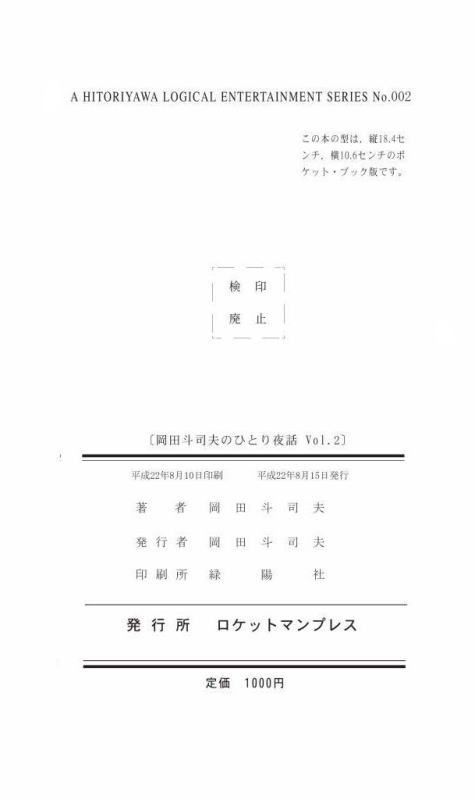 A HITORIYAWA LOGICAL ENTERTAINMENT SERIES No.002
この本の型は，縦18.4セ
ンチ，横10.6センチのポ
ケット・ブック版です。
検 印
廃 止
〔岡田斗司夫のひとり夜話 Vol.2〕
平成22年8月10日印刷　平成22年8月15日発行
著　者　岡 田 斗 司 夫
発 行 者　岡 田 斗 司 夫
印 刷 所　緑　陽　社
発 行 所　ロケットマンプレス
定価　1000円